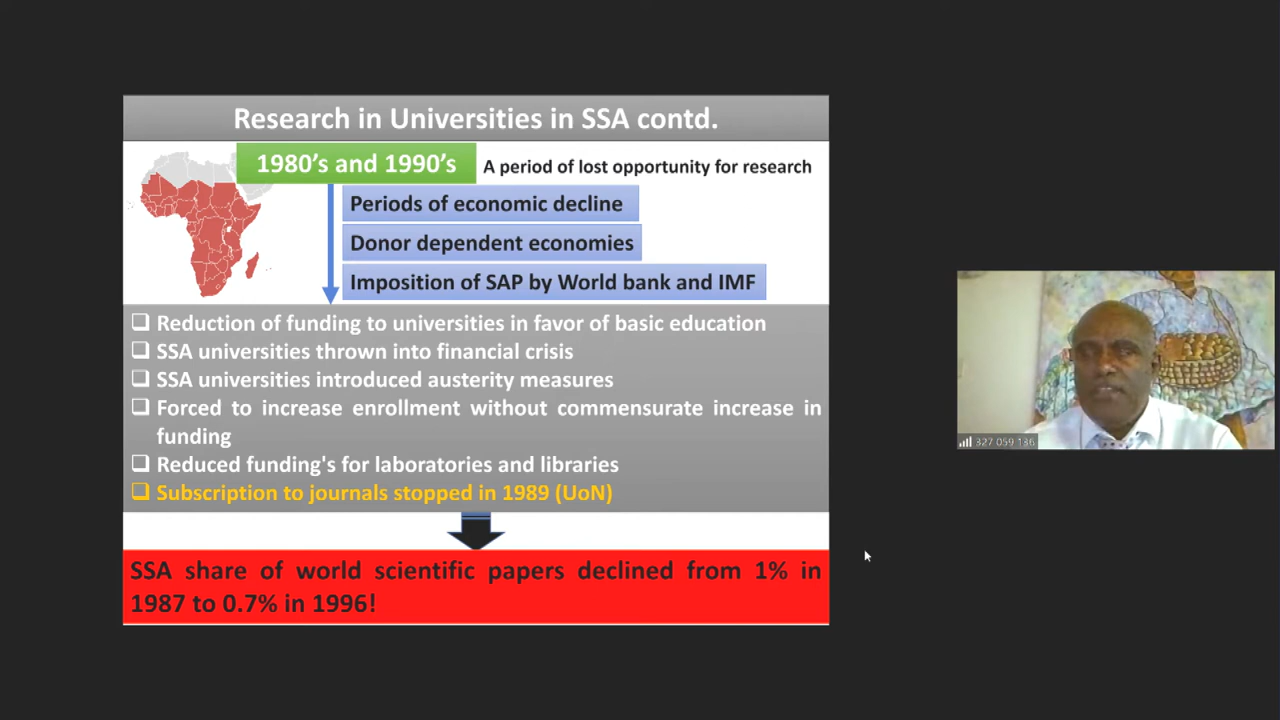 Research in Universities in SSA contd.
1980’s and 1990’s
A period of lost opportunity for research
Periods of economic decline
Donor dependent economies
Imposition of SAP by World bank and IMF
Reduction of funding to universities in favor of basic education
SSA universities thrown into financial crisis
SSA universities introduced austerity measures
Forced to increase enrollment without commensurate increase in
funding
Reduced funding's for laboratories and libraries
Subscription to journals stopped in 1989 (UoN)
SSA share of world scientific papers declined from 1% in
1987 to 0.7% in 1996!
327 059 136